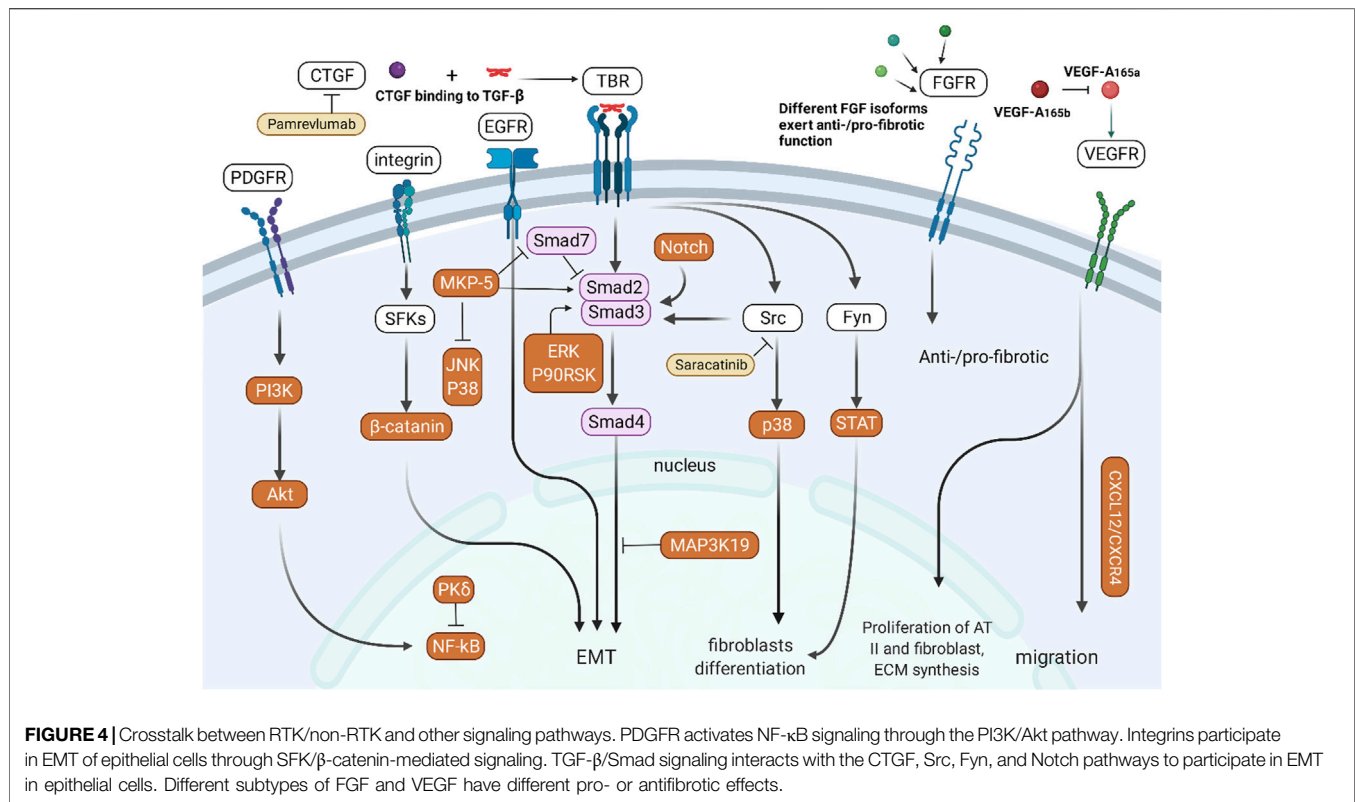 CTGF
Pamrevlumab
+
CTGF binding to TGF-β
TBR
EGFR
integrin
PDGFR
FGFR
Different FGF isoforms
exert anti-/pro-fibrotic
function
VEGF-A165a
VEGF-A165b
VEGFR
Smad7
Notch
MKP-5
Smad2
Smad3
SFKs
Src
Fyn
JNK
P38
ERK
P90RSK
Saracatinib
Anti-/pro-fibrotic
PI3K
β-catanin
Smad4
p38
STAT
nucleus
Akt
MAP3K19
CXCL12/CXCR4
PKδ
NF-kB
EMT
fibroblasts
differentiation
Proliferation of AT
II and fibroblast,
ECM synthesis
migration
FIGURE 4 | Crosstalk between RTK/non-RTK and other signaling pathways. PDGFR activates NF-κB signaling through the PI3K/Akt pathway. Integrins participate
in EMT of epithelial cells through SFK/β-catenin-mediated signaling. TGF-β/Smad signaling interacts with the CTGF, Src, Fyn, and Notch pathways to participate in EMT
in epithelial cells. Different subtypes of FGF and VEGF have different pro- or antifibrotic effects.